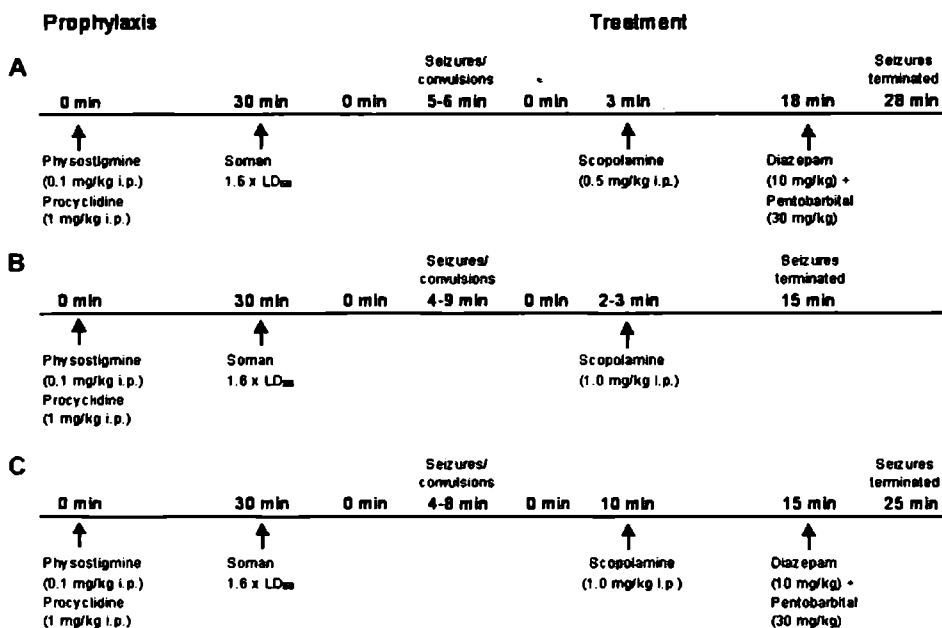 Prophylaxis Treatment
A
Seizures/ convulsions
Seizures terminated
0 min 30 min 0 min 5-6 min 0 min 3 min 18 min 28 min
Physostigmine (0.1 mg/kg i.p.) Procyclidine (1 mg/kg i.p.)
Soman 1.6 x LD50
Scopolamine (0.5 mg/kg i.p.)
Diazepam (10 mg/kg) + Pentobarbital (30 mg/kg)
B
Seizures/ convulsions
Seizures terminated
0 min 30 min 0 min 4-9 min 0 min 2-3 min 15 min
Physostigmine (0.1 mg/kg i.p.) Procyclidine (1 mg/kg i.p.)
Soman 1.6 x LD50
Scopolamine (1.0 mg/kg i.p.)
C
Seizures/ convulsions
Seizures terminated
0 min 30 min 0 min 4-8 min 0 min 10 min 15 min 25 min
Physostigmine (0.1 mg/kg i.p.) Procyclidine (1 mg/kg i.p.)
Soman 1.6 x LD50
Scopolamine (1.0 mg/kg i.p)
Diazepam (10 mg/kg) + Pentobarbital (30 mg/kg)